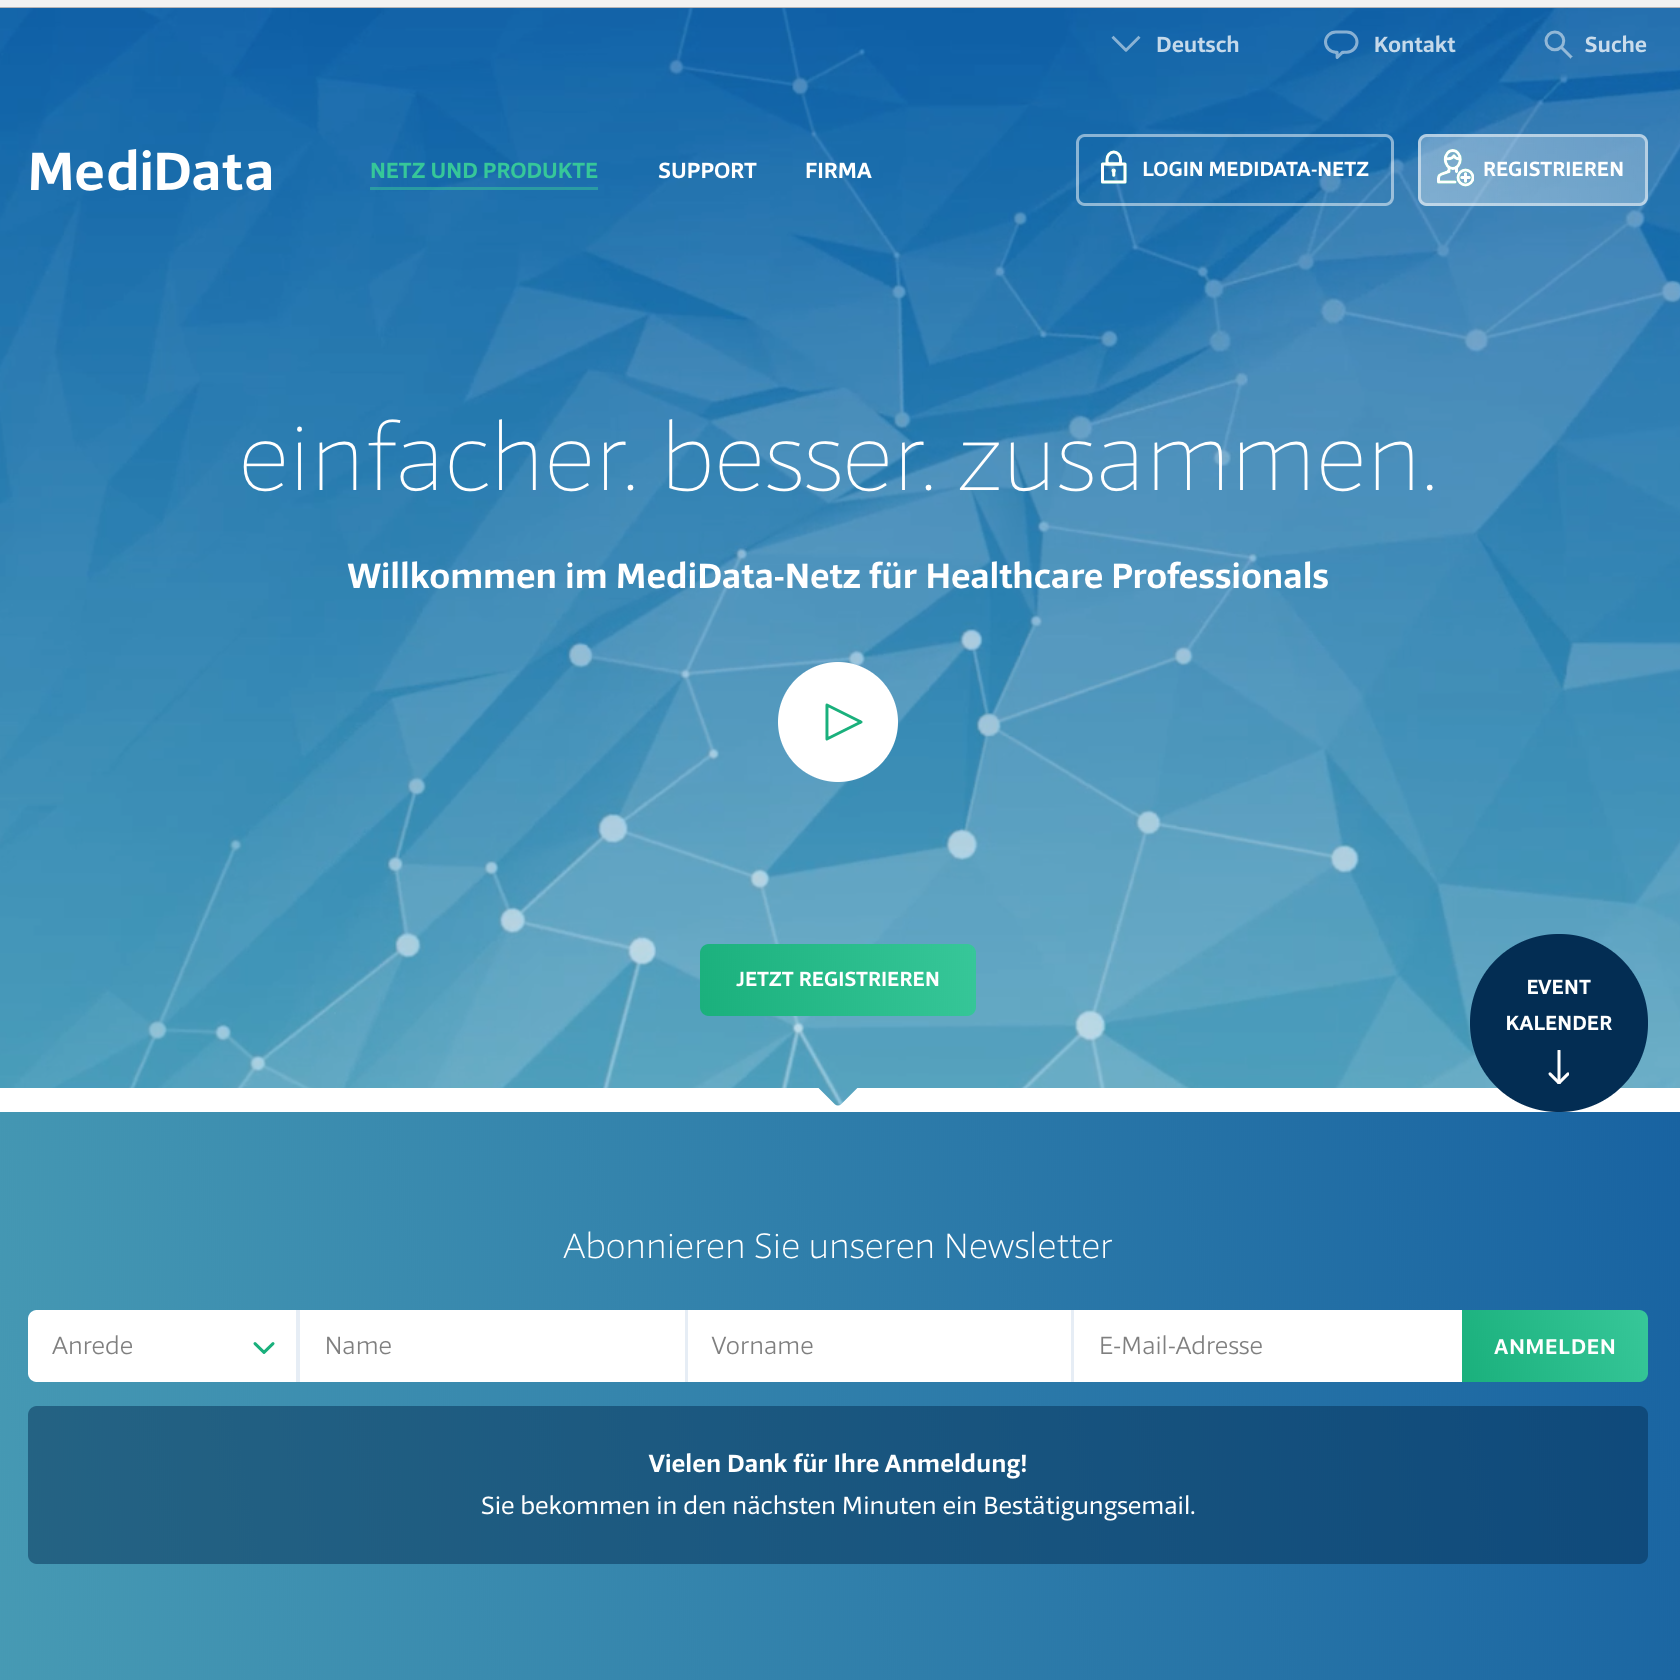 Deutsch
Kontakt
Suche
MediData
NETZ UND PRODUKTE
SUPPORT
FIRMA
LOGIN MEDIDATA-NETZ
REGISTRIEREN
einfacher. besser. zusammen.
Willkommen im MediData-Netz für Healthcare Professionals
JETZT REGISTRIEREN
EVENT
KALENDER
Abonnieren Sie unseren Newsletter
Anrede
Name
Vorname
E-Mail-Adresse
ANMELDEN
Vielen Dank für Ihre Anmeldung!
Sie bekommen in den nächsten Minuten ein Bestätigungsemail.